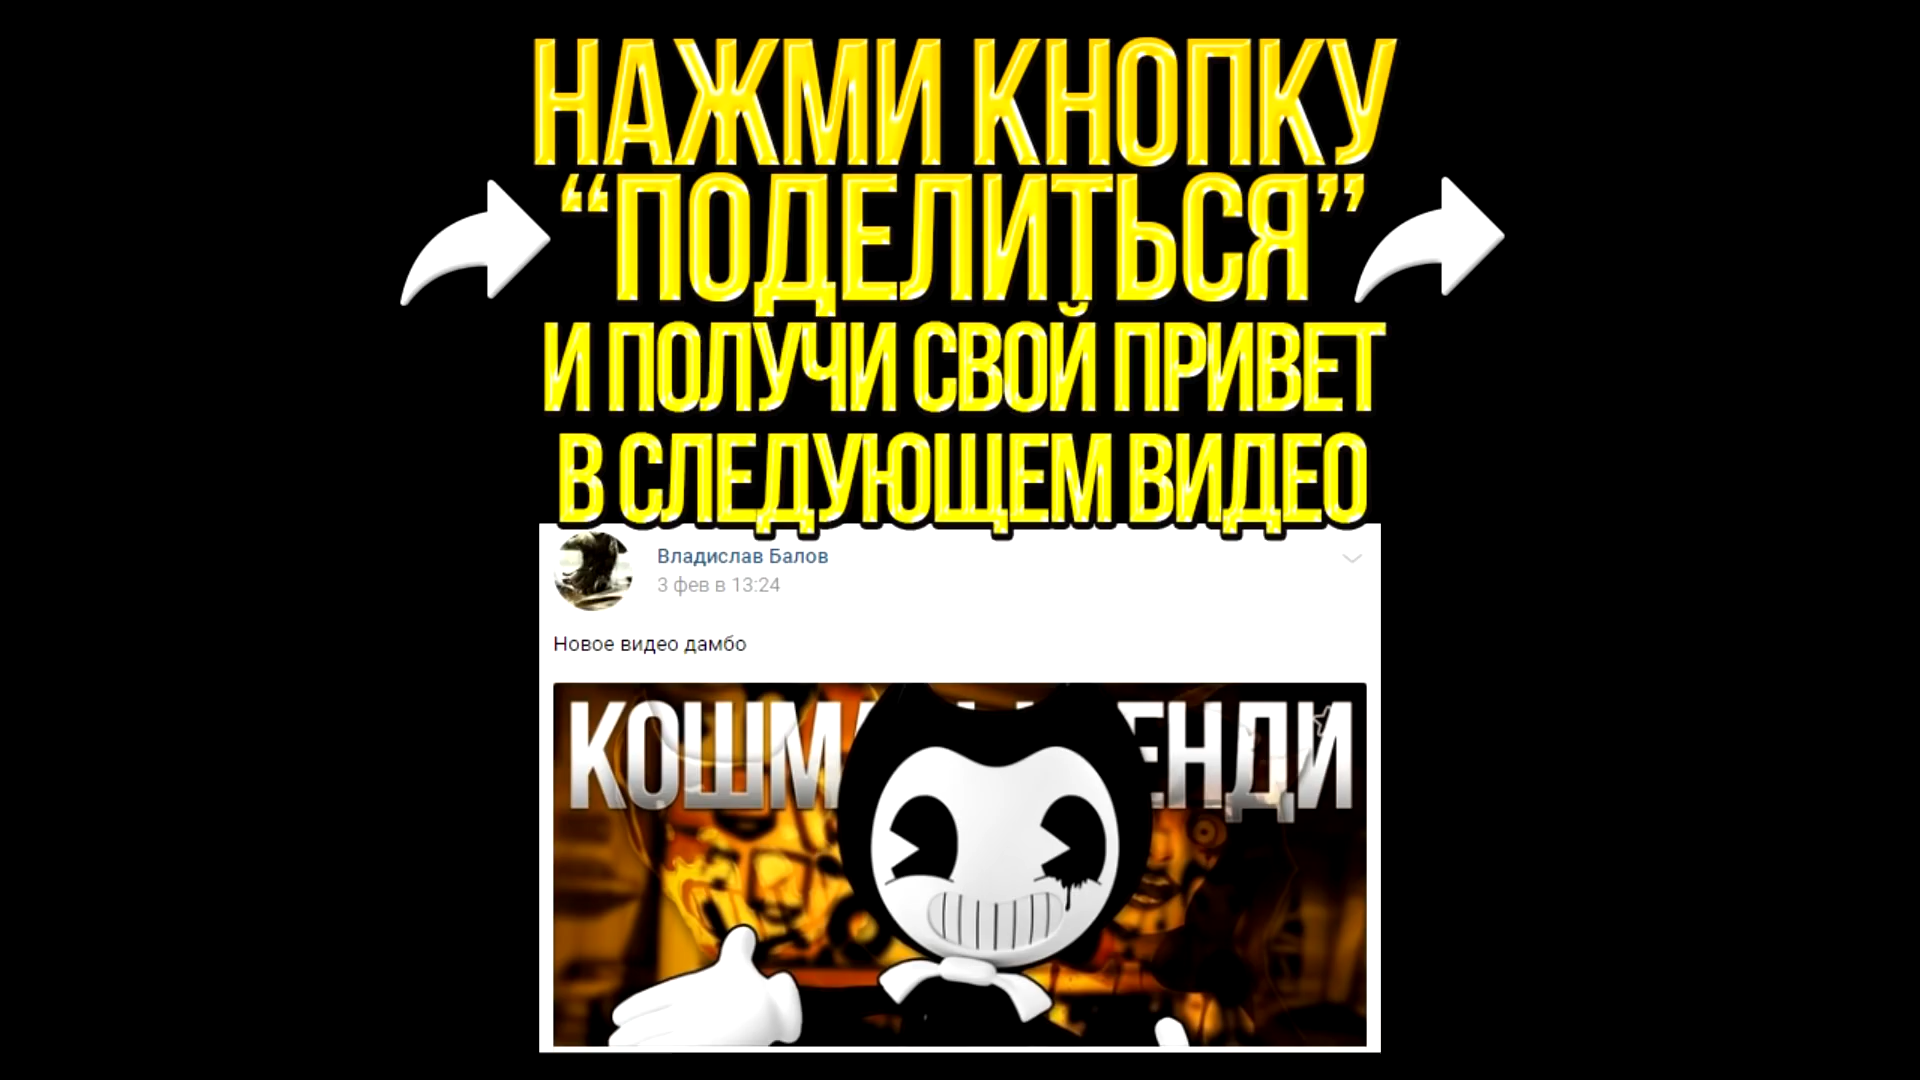 НАЖМИ КНОПКУ
“ПОДЕЛИТЬСЯ”
И ПОЛУЧИ СВОЙ ПРИВЕТ
В СЛЕДУЮЩЕМ ВИДЕО
Владислав Балов
3 фев в 13:24
Новое видео дамбо